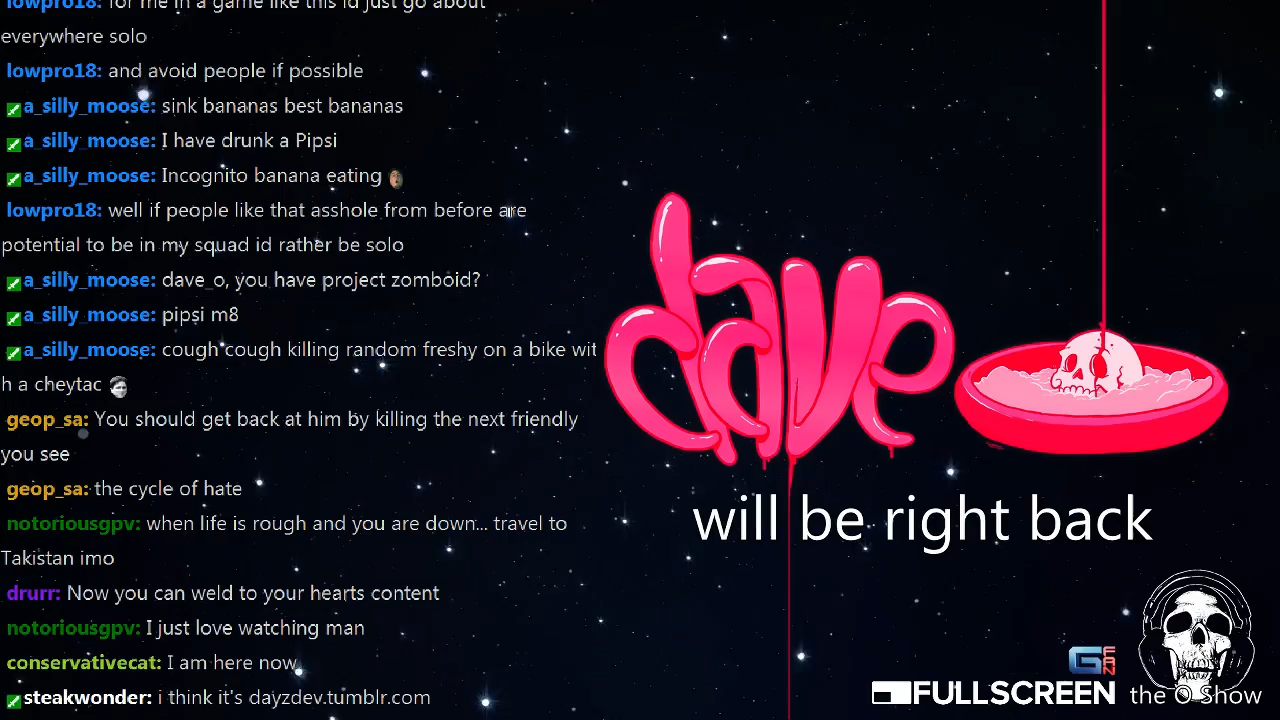 lowpro18: for me in a game like this id just go about
everywhere solo
lowpro18: and avoid people if possible
a_silly_moose: sink bananas best bananas
a_silly_moose: I have drunk a Pipsi
a_silly_moose: Incognito banana eating
lowpro18: well if people like that asshole from before are
potential to be in my squad id rather be solo
a_silly_moose: dave_o, you have project zomboid?
a_silly_moose: pipsi m8
a_silly_moose: cough cough killing random freshy on a bike wit
h a cheytac
geop_sa: You should get back at him by killing the next friendly
you see
geop_sa: the cycle of hate
notoriousgpv: when life is rough and you are down... travel to
Takistan imo
drurr: Now you can weld to your hearts content
notoriousgpv: I just love watching man
conservativecat: I am here now
steakwonder: i think it's dayzdev.tumblr.com
dave
will be right back
G FAN
FULLSCREEN
the O Show